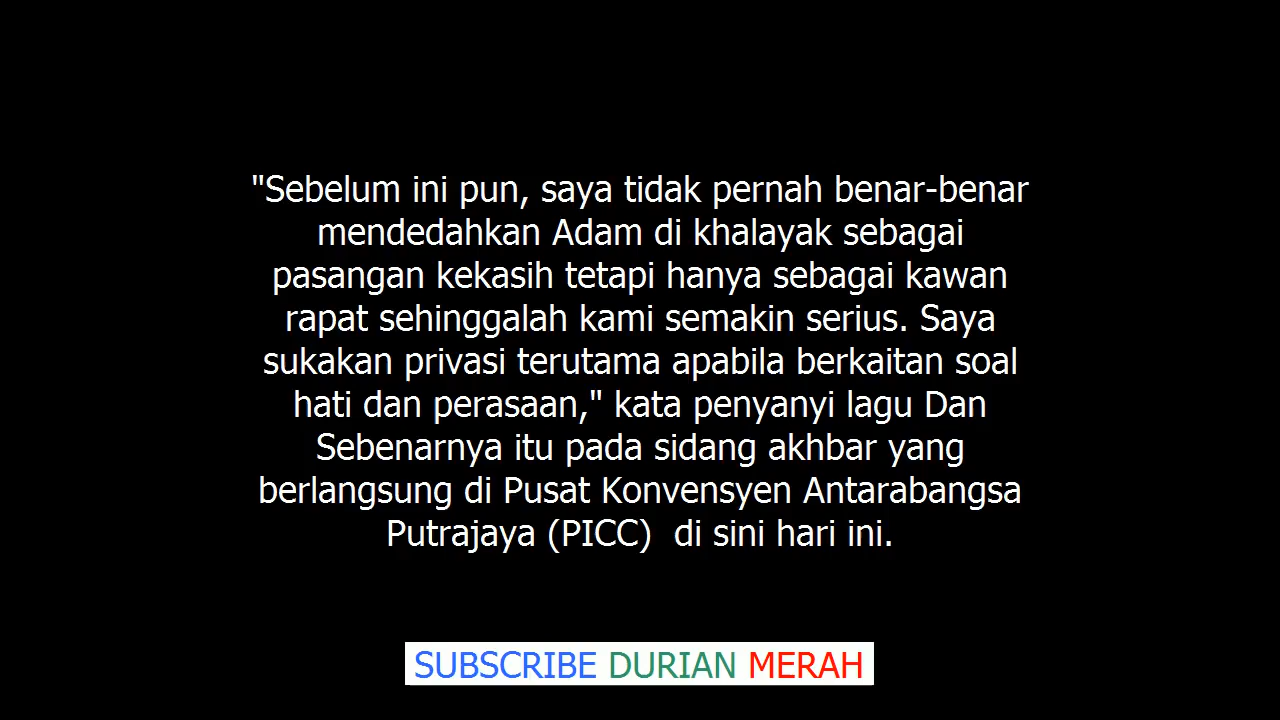 "Sebelum ini pun, saya tidak pernah benar-benar
mendedahkan Adam di khalayak sebagai
pasangan kekasih tetapi hanya sebagai kawan
rapat sehinggalah kami semakin serius. Saya
sukakan privasi terutama apabila berkaitan soal
hati dan perasaan," kata penyanyi lagu Dan
Sebenarnya itu pada sidang akhbar yang
berlangsung di Pusat Konvensyen Antarabangsa
Putrajaya (PICC)  di sini hari ini.
SUBSCRIBE DURIAN MERAH